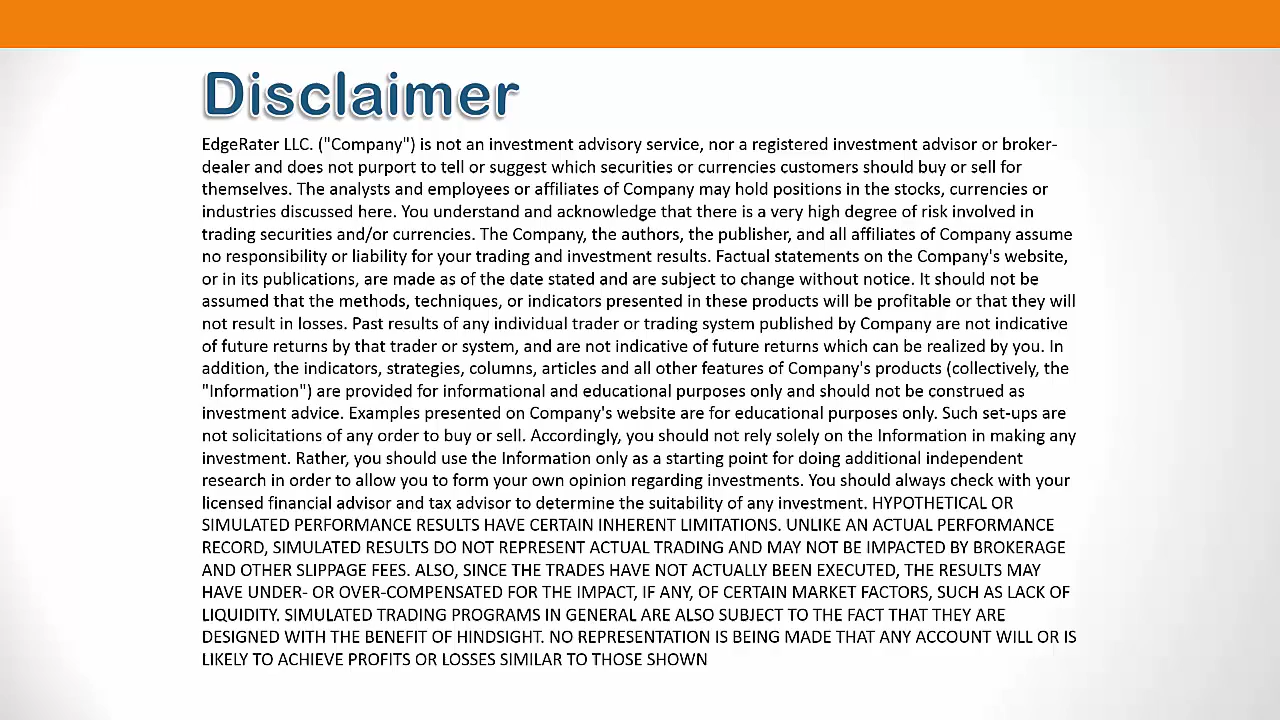 Disclaimer
EdgeRater LLC. ("Company") is not an investment advisory service, nor a registered investment advisor or broker-
dealer and does not purport to tell or suggest which securities or currencies customers should buy or sell for
themselves. The analysts and employees or affiliates of Company may hold positions in the stocks, currencies or
industries discussed here. You understand and acknowledge that there is a very high degree of risk involved in
trading securities and/or currencies. The Company, the authors, the publisher, and all affiliates of Company assume
no responsibility or liability for your trading and investment results. Factual statements on the Company's website,
or in its publications, are made as of the date stated and are subject to change without notice. It should not be
assumed that the methods, techniques, or indicators presented in these products will be profitable or that they will
not result in losses. Past results of any individual trader or trading system published by Company are not indicative
of future returns by that trader or system, and are not indicative of future returns which can be realized by you. In
addition, the indicators, strategies, columns, articles and all other features of Company's products (collectively, the
"Information") are provided for informational and educational purposes only and should not be construed as
investment advice. Examples presented on Company's website are for educational purposes only. Such set-ups are
not solicitations of any order to buy or sell. Accordingly, you should not rely solely on the Information in making any
investment. Rather, you should use the Information only as a starting point for doing additional independent
research in order to allow you to form your own opinion regarding investments. You should always check with your
licensed financial advisor and tax advisor to determine the suitability of any investment. HYPOTHETICAL OR
SIMULATED PERFORMANCE RESULTS HAVE CERTAIN INHERENT LIMITATIONS. UNLIKE AN ACTUAL PERFORMANCE
RECORD, SIMULATED RESULTS DO NOT REPRESENT ACTUAL TRADING AND MAY NOT BE IMPACTED BY BROKERAGE
AND OTHER SLIPPAGE FEES. ALSO, SINCE THE TRADES HAVE NOT ACTUALLY BEEN EXECUTED, THE RESULTS MAY
HAVE UNDER- OR OVER-COMPENSATED FOR THE IMPACT, IF ANY, OF CERTAIN MARKET FACTORS, SUCH AS LACK OF
LIQUIDITY. SIMULATED TRADING PROGRAMS IN GENERAL ARE ALSO SUBJECT TO THE FACT THAT THEY ARE
DESIGNED WITH THE BENEFIT OF HINDSIGHT. NO REPRESENTATION IS BEING MADE THAT ANY ACCOUNT WILL OR IS
LIKELY TO ACHIEVE PROFITS OR LOSSES SIMILAR TO THOSE SHOWN